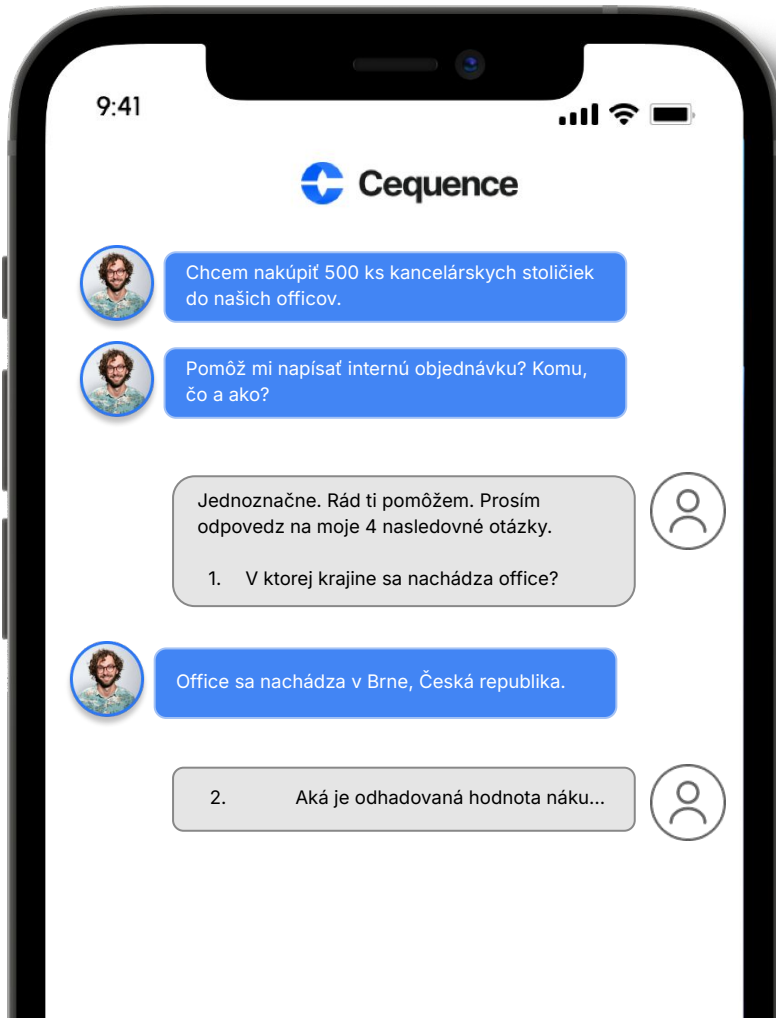 9:41
Cequence
Chcem nakúpiť 500 ks kancelárskych stoličiek
do našich officov.
Pomôž mi napísať internú objednávku? Komu,
čo a ako?
Jednoznačne. Rád ti pomôžem. Prosím
odpovedz na moje 4 nasledovné otázky.
1. V ktorej krajine sa nachádza office?
Office sa nachádza v Brne, Česká republika.
2. Aká je odhadovaná hodnota náku...